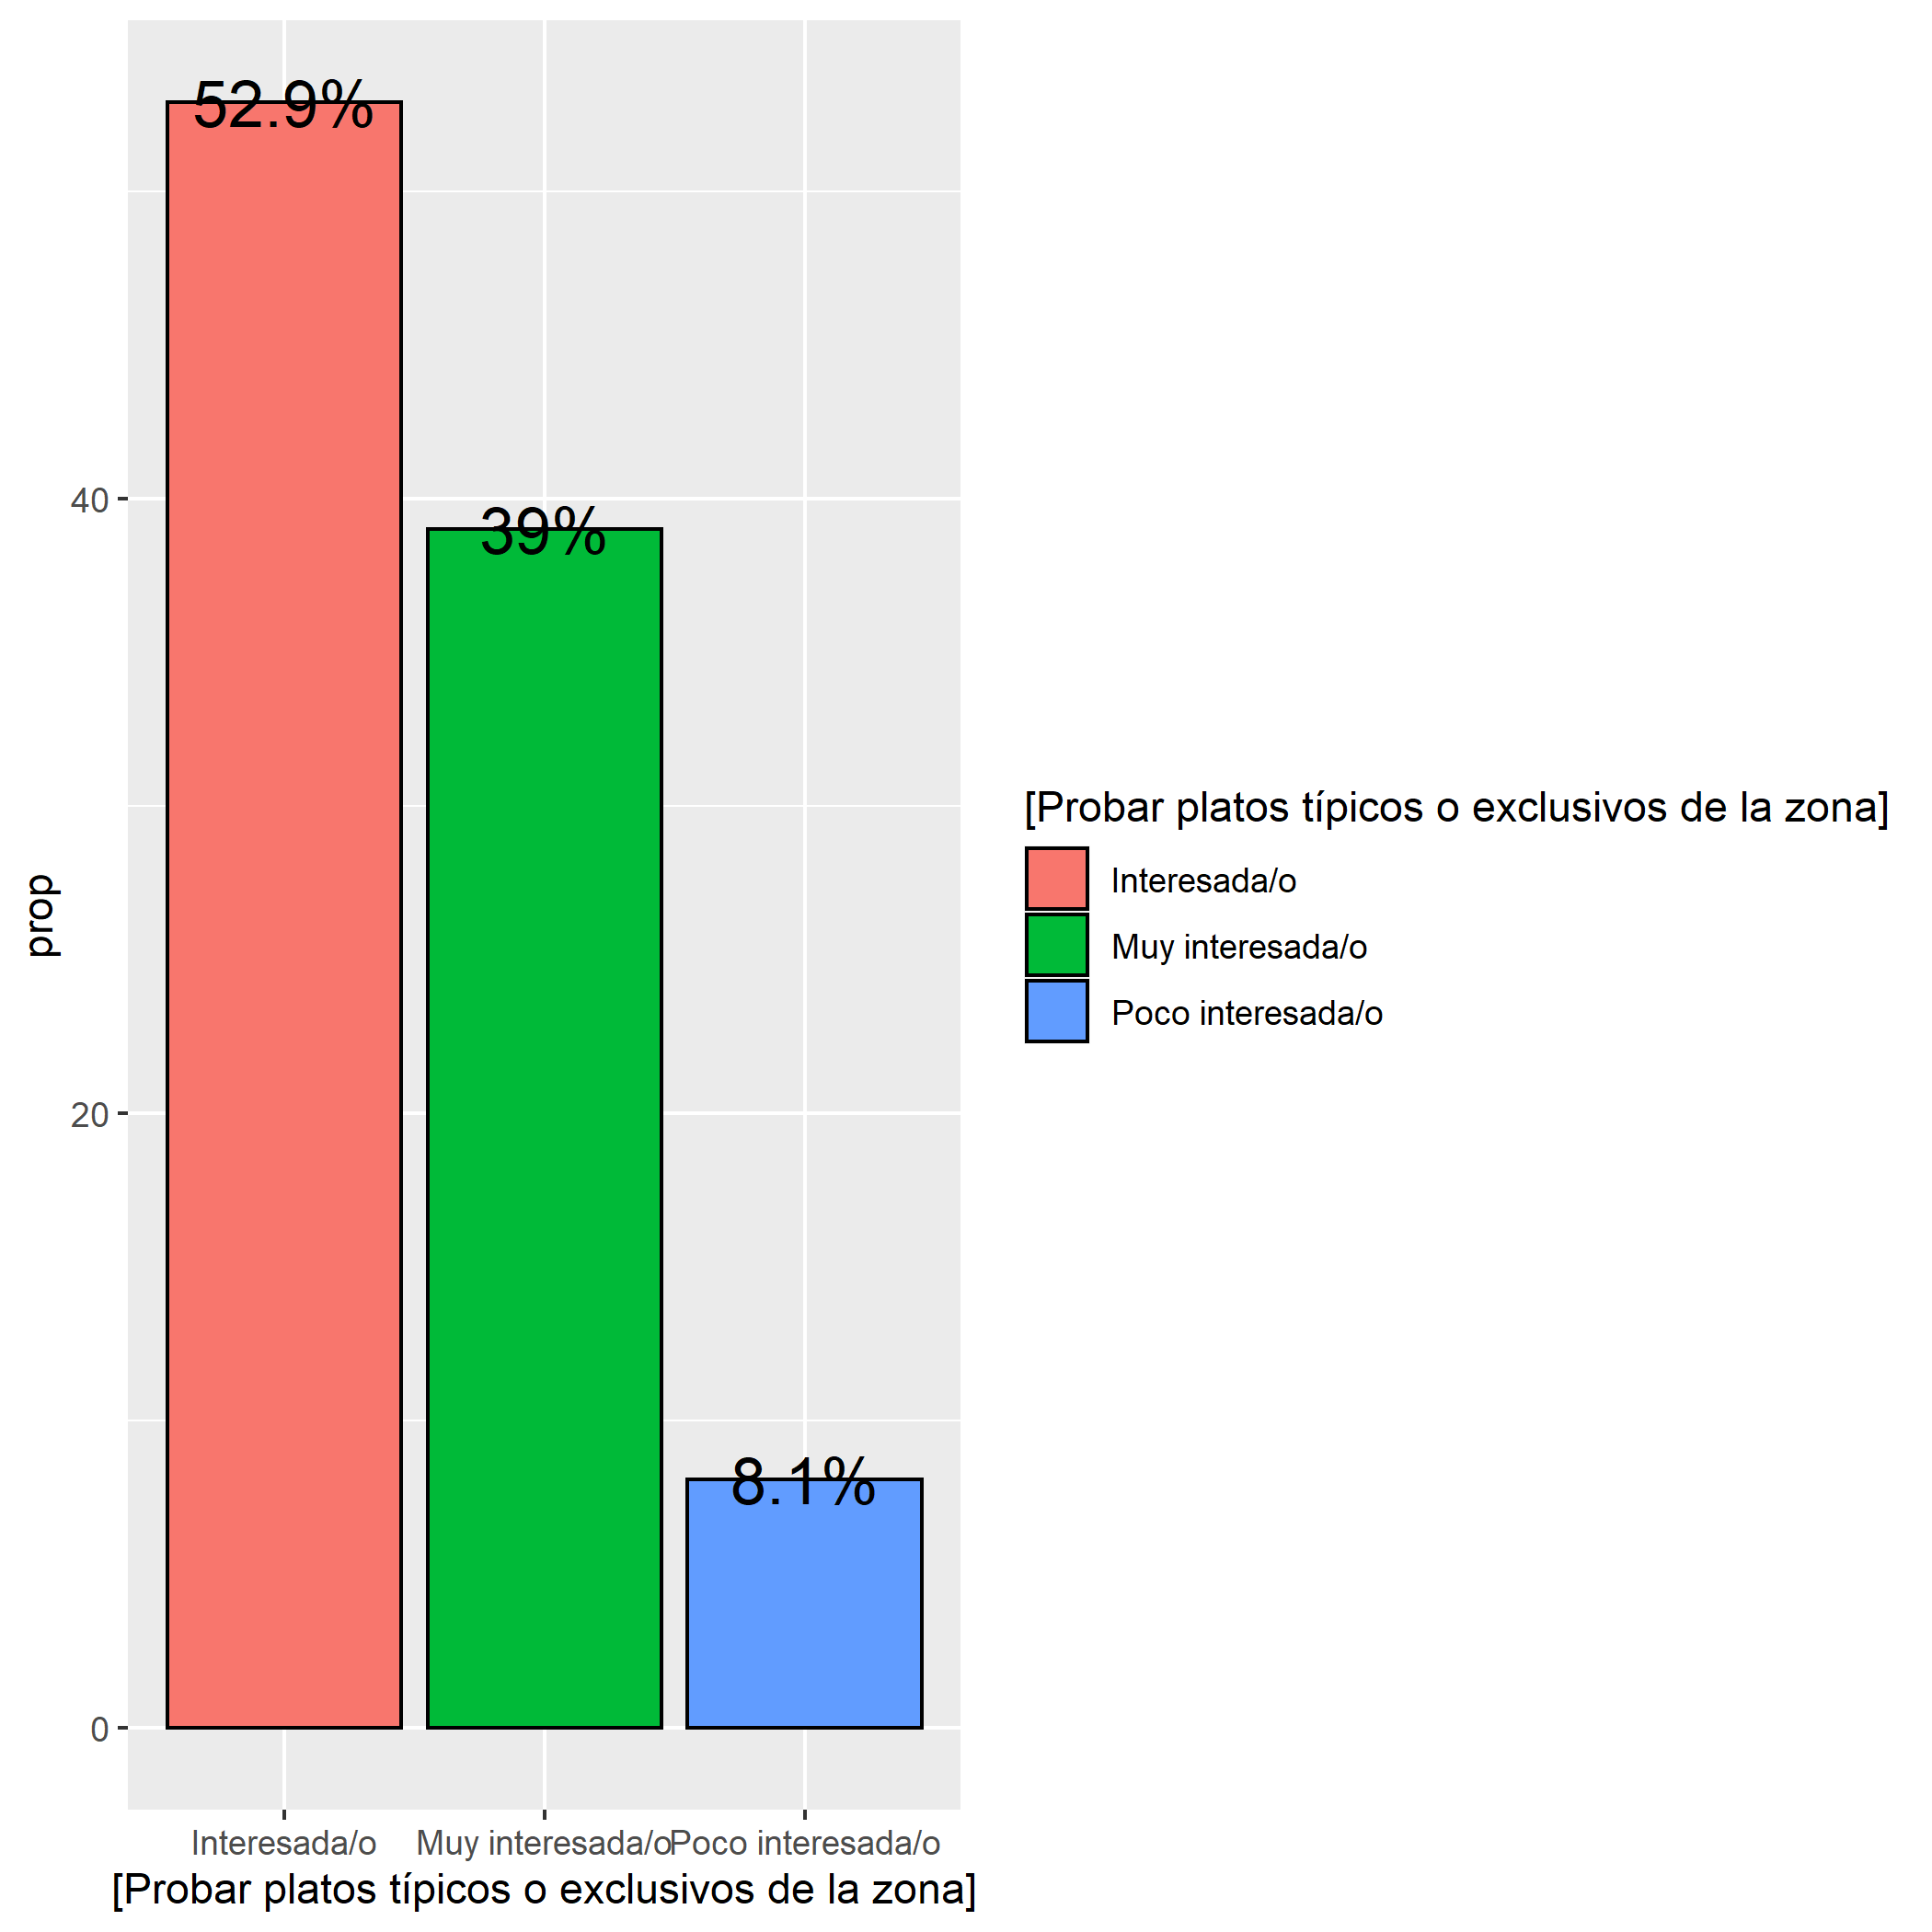 52.9%
39%
8.1%
40
20
0
prop
Interesada/o
Muy interesada/o
Poco interesada/o
[Probar platos típicos o exclusivos de la zona]
[Probar platos típicos o exclusivos de la zona]
Interesada/o
Muy interesada/o
Poco interesada/o